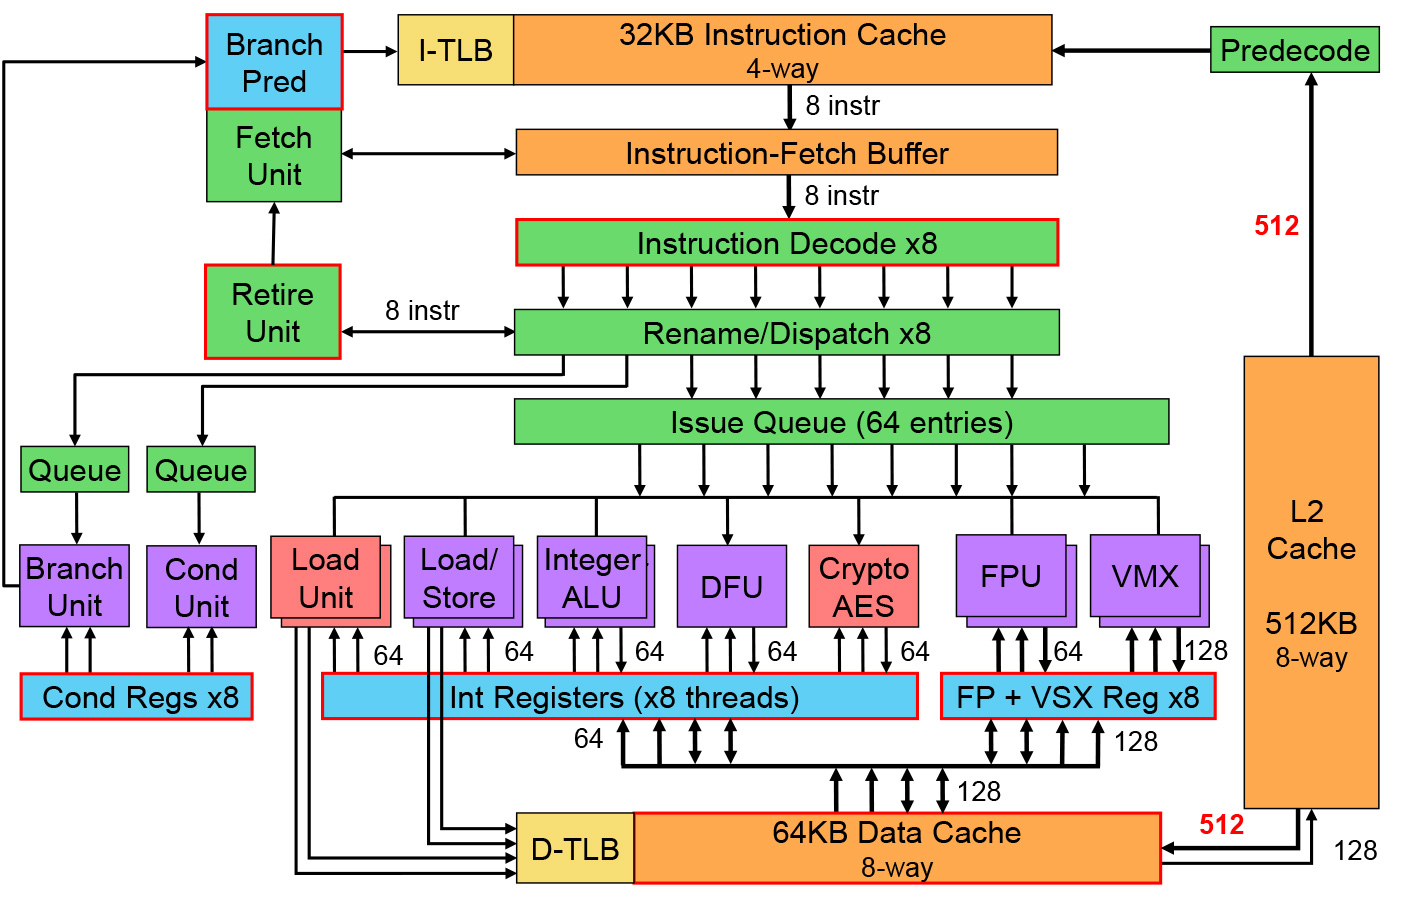 Branch
Pred
I-TLB
32KB Instruction Cache
4-way
Predecode
8 instr
Fetch
Unit
Instruction-Fetch Buffer
8 instr
512
Instruction Decode x8
Retire
Unit
8 instr
Rename/Dispatch x8
Issue Queue (64 entries)
Queue
Queue
L2
Cache
512KB
8-way
Branch
Unit
Cond
Unit
Load
Unit
Load/
Store
Integer
ALU
DFU
Crypto
AES
FPU
VMX
64
64
64
64
64
64
128
Cond Regs x8
Int Registers (x8 threads)
FP + VSX Reg x8
64
128
128
D-TLB
64KB Data Cache
8-way
512
128